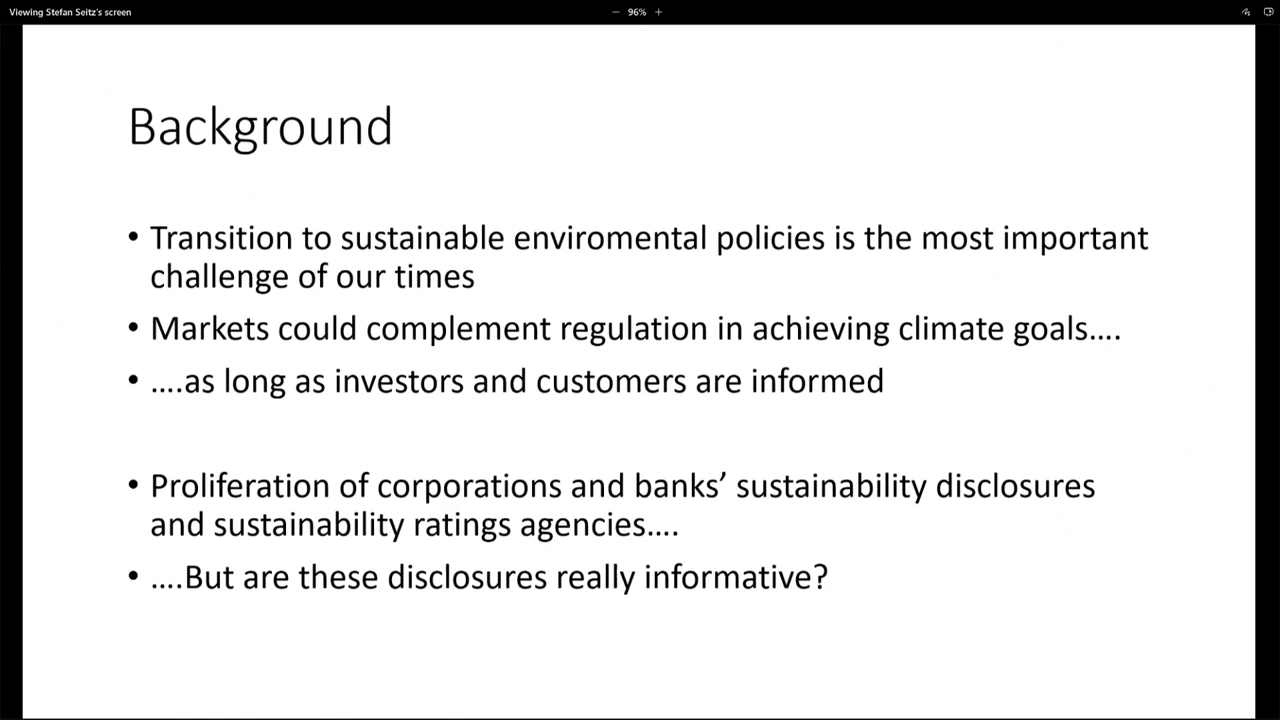 Viewing Stefan Seitz's screen
− 96% +
Background
• Transition to sustainable enviromental policies is the most important
challenge of our times
• Markets could complement regulation in achieving climate goals....
• ....as long as investors and customers are informed
• Proliferation of corporations and banks’ sustainability disclosures
and sustainability ratings agencies....
• ....But are these disclosures really informative?